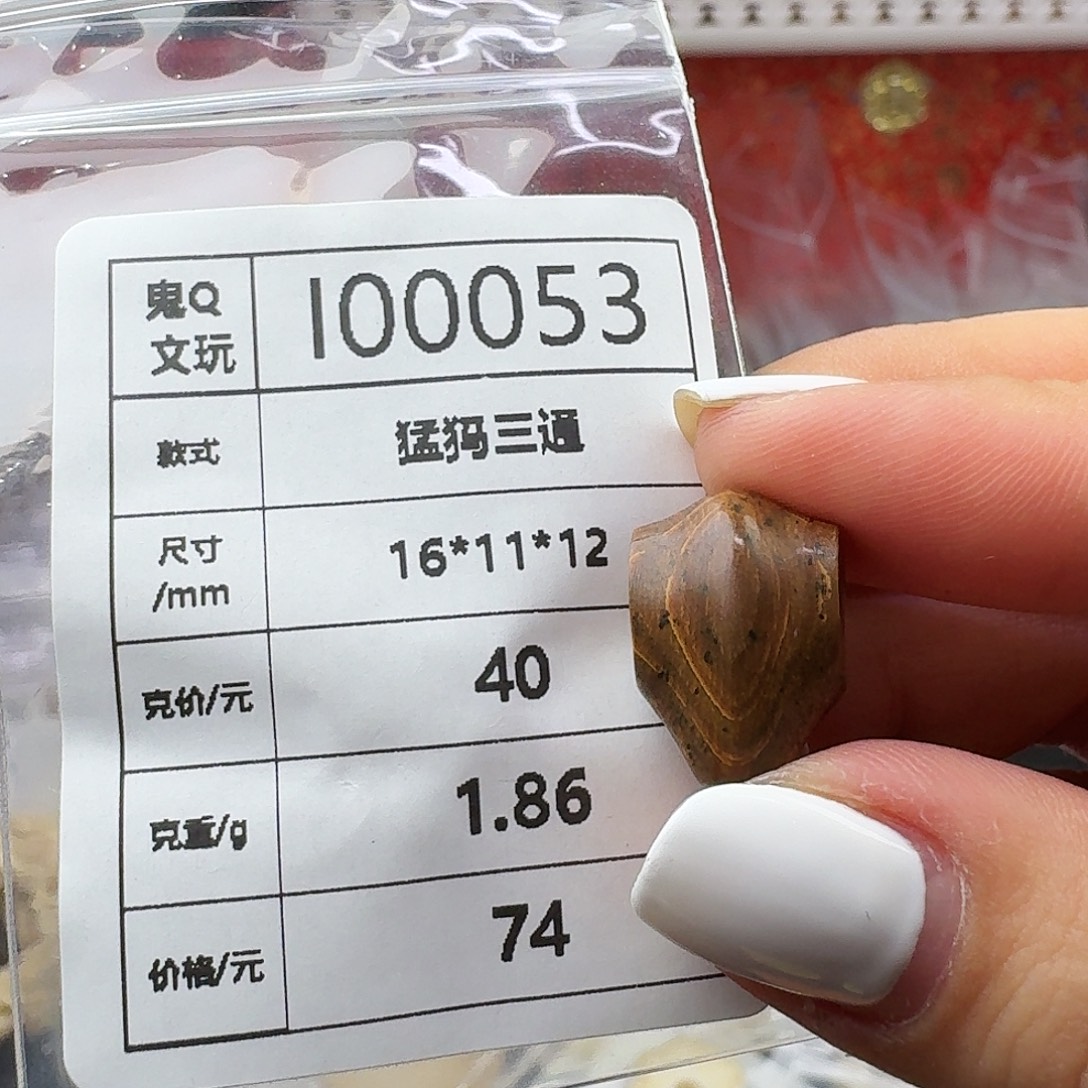 鬼Q
文玩
I00053
款式
猛犸三通
尺寸
/mm
16*11*12
克价/元
40
克重/g
1.86
价格/元
74